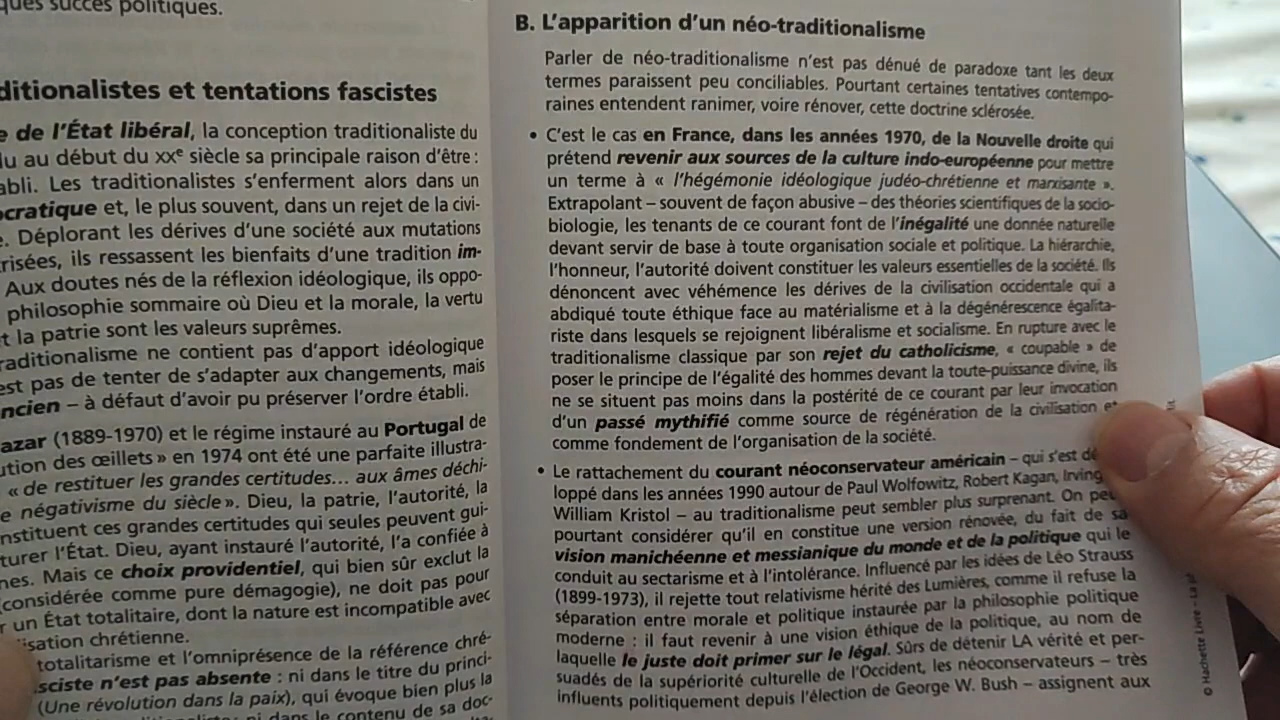 ques succès politiques.
ditionalistes et tentations fascistes
e de l'État libéral, la conception traditionaliste du
lu au début du XXe siècle sa principale raison d'être :
abli. Les traditionalistes s'enferment alors dans un
ocratique et, le plus souvent, dans un rejet de la civi-
e. Déplorant les dérives d'une société aux mutations
risées, ils ressassent les bienfaits d'une tradition im-
Aux doutes nés de la réflexion idéologique, ils oppo-
philosophie sommaire où Dieu et la morale, la vertu
t la patrie sont les valeurs suprêmes.
raditionalisme ne contient pas d'apport idéologique
est pas de tenter de s'adapter aux changements, mais
ncien – à défaut d'avoir pu préserver l'ordre établi.
azar (1889-1970) et le régime instauré au Portugal de
ution des œillets » en 1974 ont été une parfaite illustra-
« de restituer les grandes certitudes... aux âmes déchi-
e négativisme du siècle ». Dieu, la patrie, l'autorité, la
nstituent ces grandes certitudes qui seules peuvent gui-
turer l'État. Dieu, ayant instauré l'autorité, l'a confiée à
nes. Mais ce choix providentiel, qui bien sûr exclut la
(considérée comme pure démagogie), ne doit pas pour
r un État totalitaire, dont la nature est incompatible avec
isation chrétienne.
totalitarisme et l'omniprésence de la référence chré-
sciste n'est pas absente : ni dans le titre du princi-
(Une révolution dans la paix), qui évoque bien plus la
ni dans le contenu de sa doc-
B. L'apparition d'un néo-traditionalisme
Parler de néo-traditionalisme n'est pas dénué de paradoxe tant les deux
termes paraissent peu conciliables. Pourtant certaines tentatives contempo-
raines entendent ranimer, voire rénover, cette doctrine sclérosée.
• C'est le cas en France, dans les années 1970, de la Nouvelle droite qui
prétend revenir aux sources de la culture indo-européenne pour mettre
un terme à « l'hégémonie idéologique judéo-chrétienne et marxisante ».
Extrapolant – souvent de façon abusive – des théories scientifiques de la socio-
biologie, les tenants de ce courant font de l'inégalité une donnée naturelle
devant servir de base à toute organisation sociale et politique. La hiérarchie,
l'honneur, l'autorité doivent constituer les valeurs essentielles de la société. Ils
dénoncent avec véhémence les dérives de la civilisation occidentale qui a
abdiqué toute éthique face au matérialisme et à la dégénérescence égalita-
riste dans lesquels se rejoignent libéralisme et socialisme. En rupture avec le
traditionalisme classique par son rejet du catholicisme, « coupable » de
poser le principe de l'égalité des hommes devant la toute-puissance divine, ils
ne se situent pas moins dans la postérité de ce courant par leur invocation
d'un passé mythifié comme source de régénération de la civilisation et
comme fondement de l'organisation de la société.
• Le rattachement du courant néoconservateur américain – qui s'est dé
loppé dans les années 1990 autour de Paul Wolfowitz, Robert Kagan, Irving
William Kristol – au traditionalisme peut sembler plus surprenant. On peu
pourtant considérer qu'il en constitue une version rénovée, du fait de sa
vision manichéenne et messianique du monde et de la politique qui le
conduit au sectarisme et à l'intolérance. Influencé par les idées de Léo Strauss
(1899-1973), il rejette tout relativisme hérité des Lumières, comme il refuse la
séparation entre morale et politique instaurée par la philosophie politique
moderne : il faut revenir à une vision éthique de la politique, au nom de
laquelle le juste doit primer sur le légal. Sûrs de détenir LA vérité et per-
suadés de la supériorité culturelle de l'Occident, les néoconservateurs – très
influents politiquement depuis l'élection de George W. Bush – assignent aux
© Hachette Livre – La